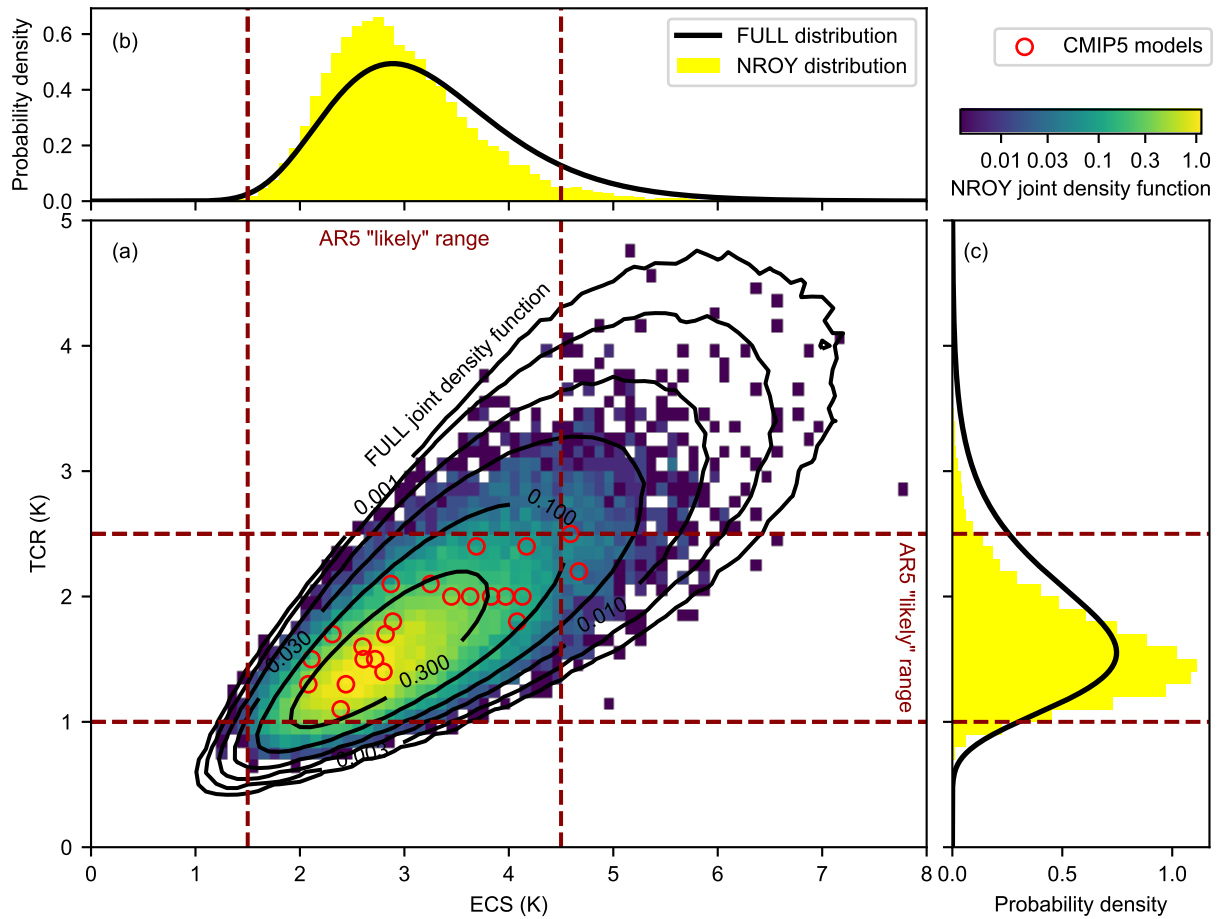 (b)
Probability density
0.6
0.4
0.2
0.0
FULL distribution
NROY distribution
CMIP5 models
0.01 0.03 0.1 0.3 1.0
NROY joint density function
(a)
AR5 "likely" range
FULL joint density function
0.001
0.100
0.030
0.010
0.300
0.003
TCR (K)
5
4
3
2
1
0
0 1 2 3 4 5 6 7 8
ECS (K)
(c)
AR5 "likely" range
0.0 0.5 1.0
Probability density